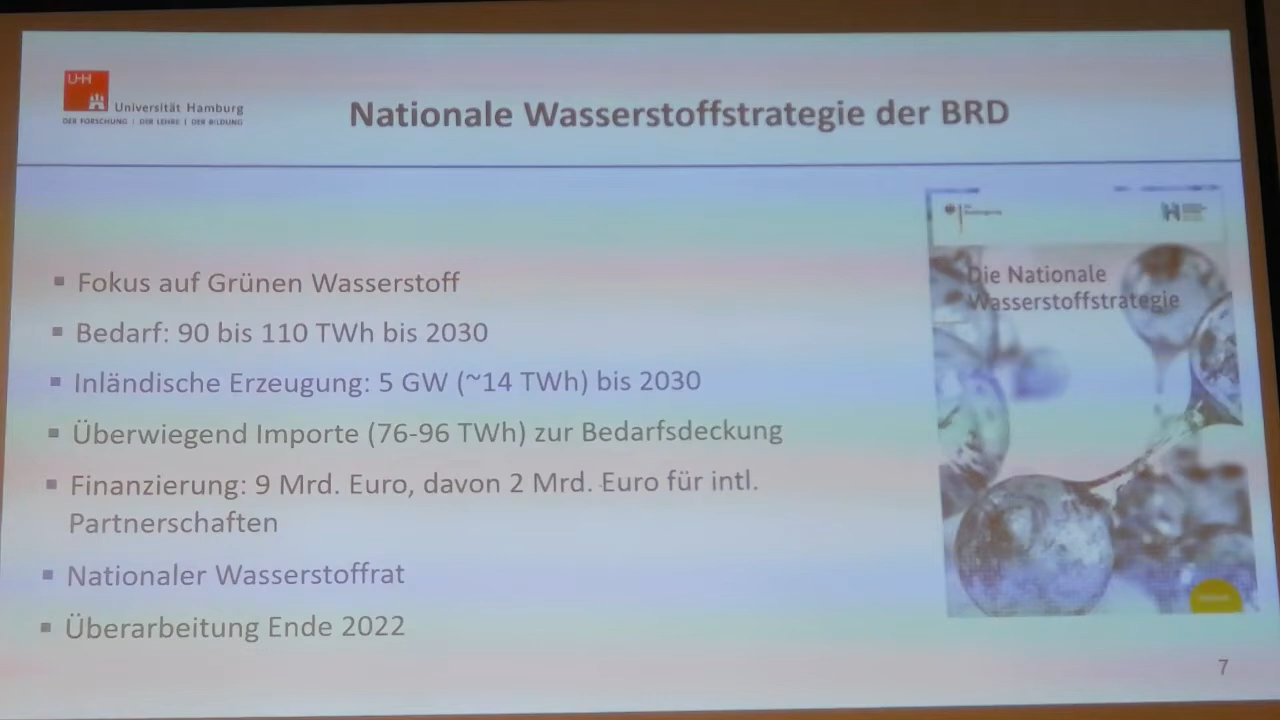 UH
Universität Hamburg
DER FORSCHUNG | DER LEHRE | DER BILDUNG
Nationale Wasserstoffstrategie der BRD
▪ Fokus auf Grünen Wasserstoff
▪ Bedarf: 90 bis 110 TWh bis 2030
▪ Inländische Erzeugung: 5 GW (~14 TWh) bis 2030
▪ Überwiegend Importe (76-96 TWh) zur Bedarfsdeckung
▪ Finanzierung: 9 Mrd. Euro, davon 2 Mrd. Euro für intl.
Partnerschaften
▪ Nationaler Wasserstoffrat
▪ Überarbeitung Ende 2022
Die Nationale
Wasserstoffstrategie
7